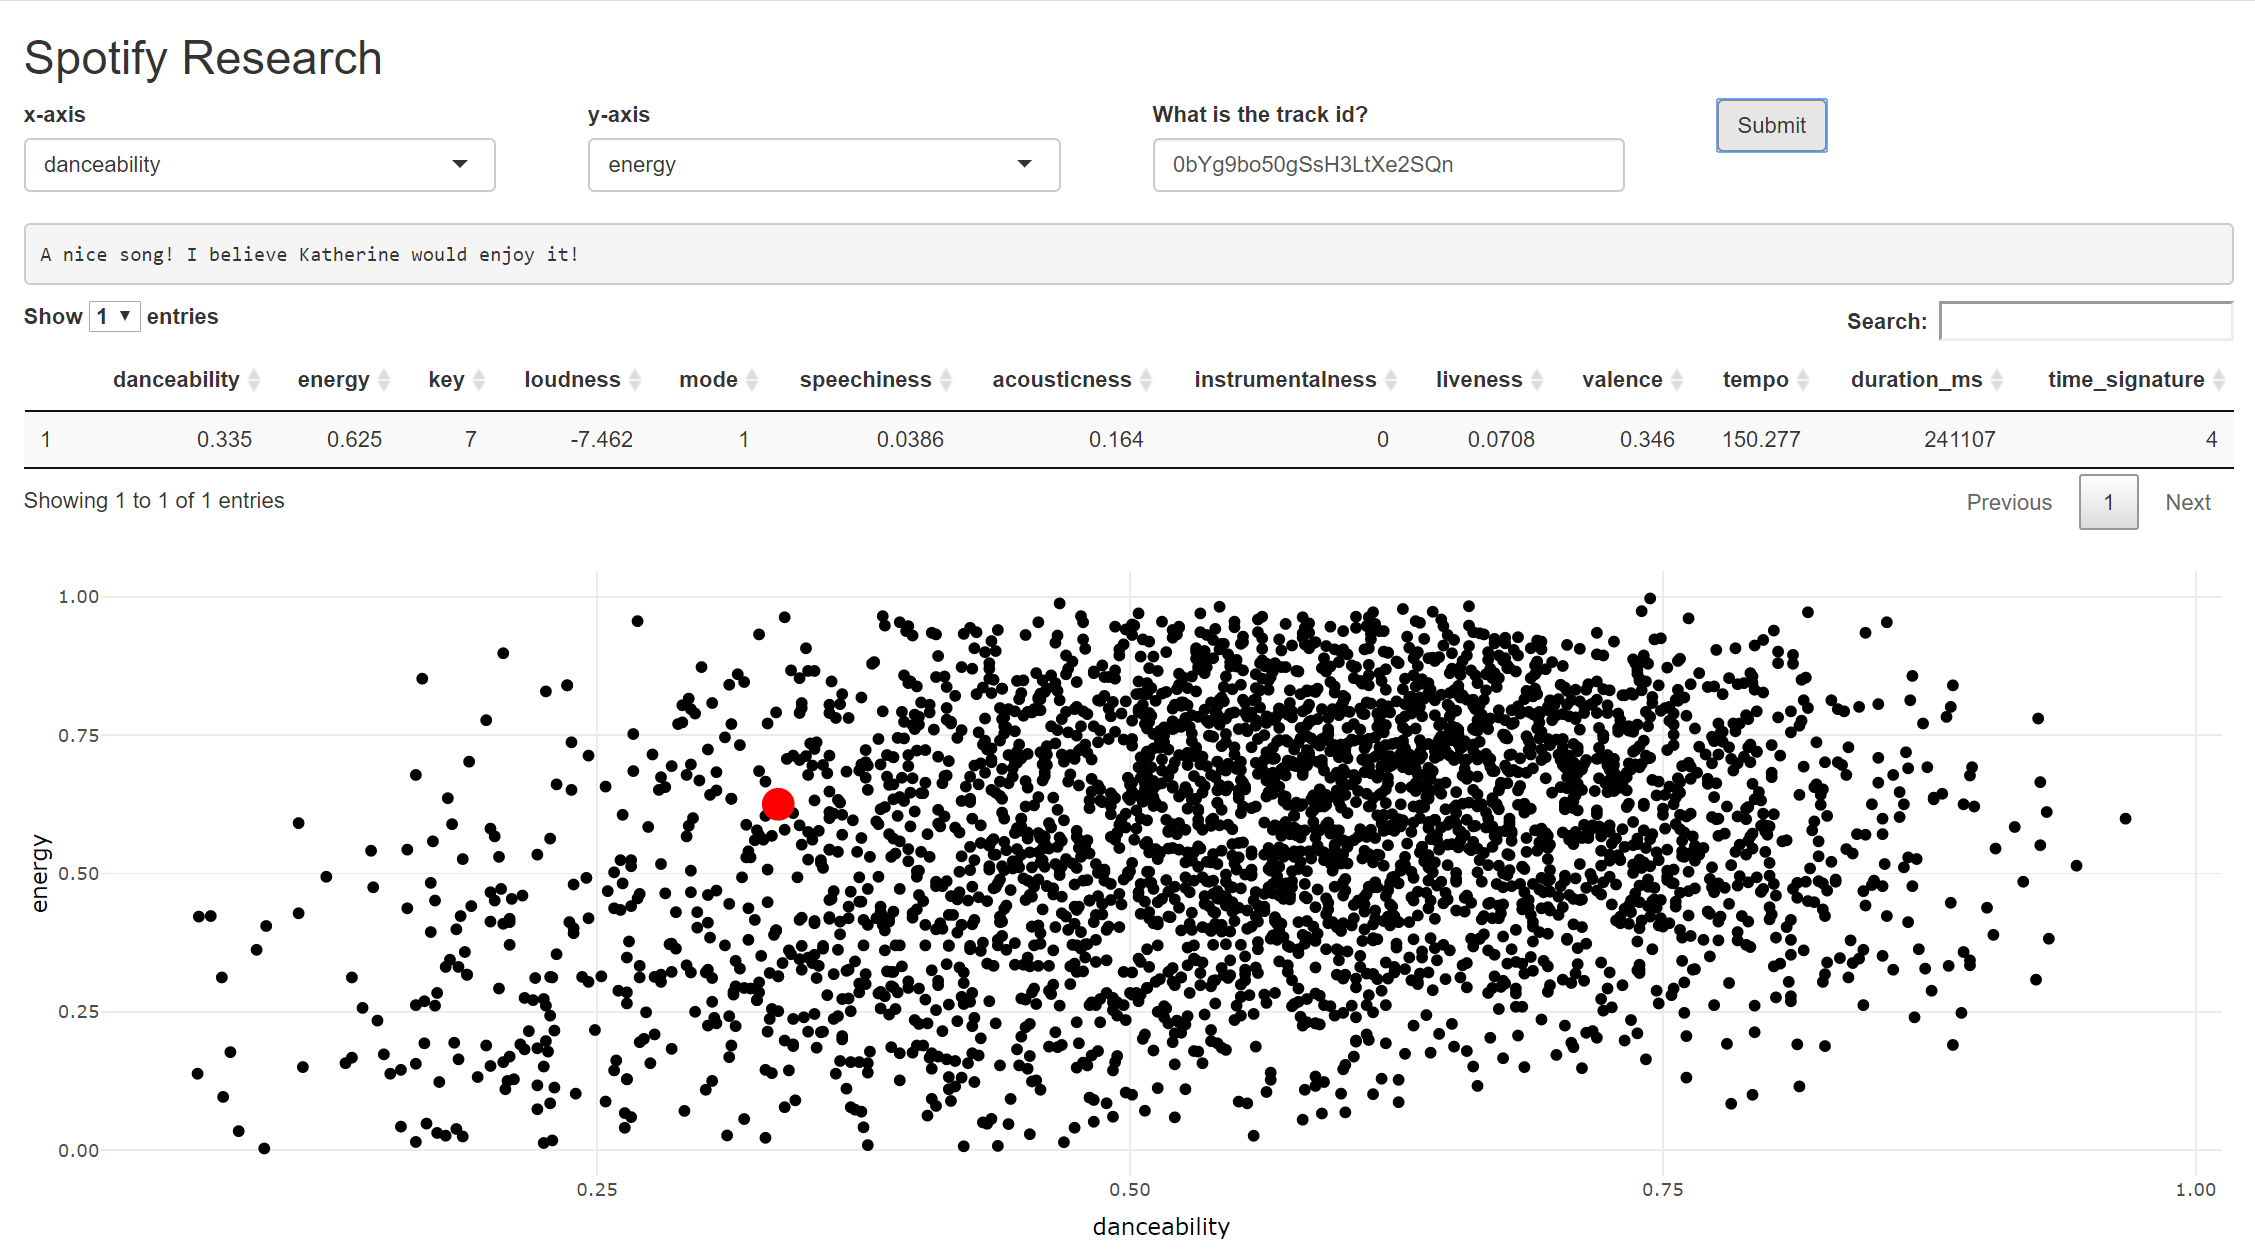 Spotify Research
x-axis
y-axis
What is the track id?
Submit
danceability
energy
0bYg9bo50gSsH3LtXe2SQn
A nice song! I believe Katherine would enjoy it!
Show 1 entries
Search:
danceability energy key loudness mode speechiness acousticness instrumentalness liveness valence tempo duration_ms time_signature
1 0.335 0.625 7 -7.462 1 0.0386 0.164 0 0.0708 0.346 150.277 241107 4
Showing 1 to 1 of 1 entries
Previous 1 Next
1.00
0.75
0.50
0.25
0.00
energy
0.25 0.50 0.75 1.00
danceability